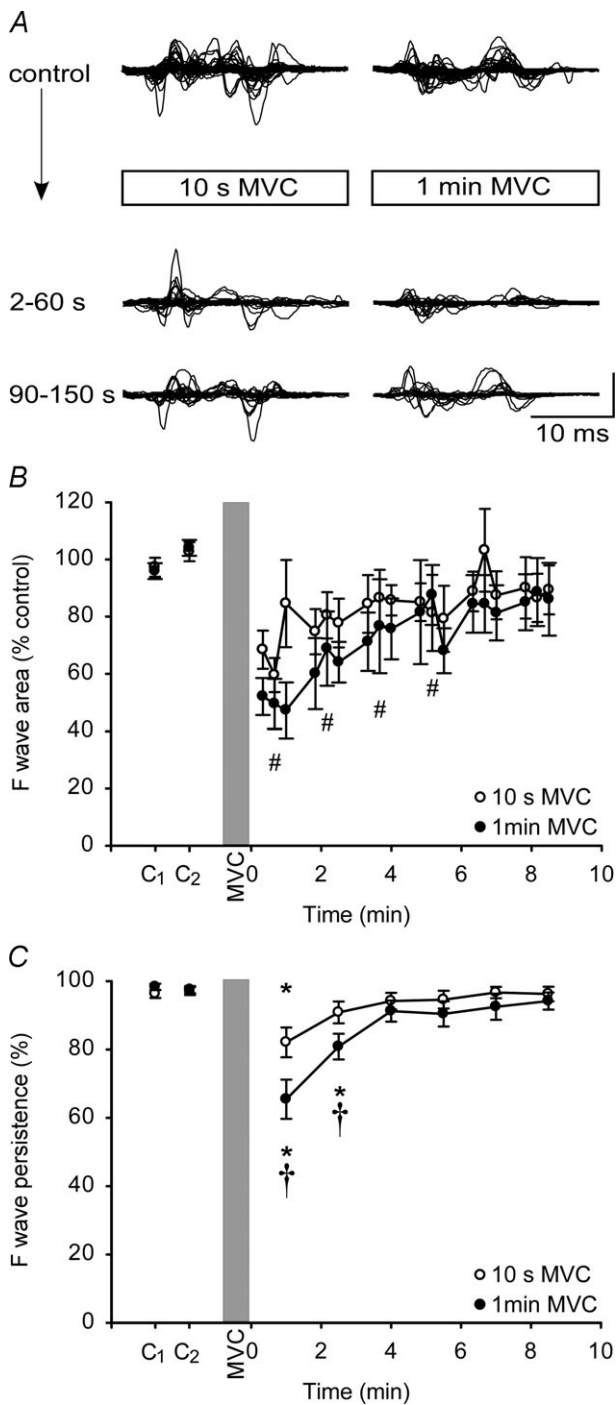 A
control
10 s MVC
1 min MVC
2-60 s
90-150 s
10 ms
B
F wave area (% control)
120
100
80
60
40
20
0
#
#
#
#
10 s MVC
1min MVC
C1
C2
MVC
0
2
4
6
8
10
Time (min)
C
F wave persistence (%)
100
80
60
40
20
0
*
*
†
*
†
10 s MVC
1min MVC
C1
C2
MVC
0
2
4
6
8
10
Time (min)